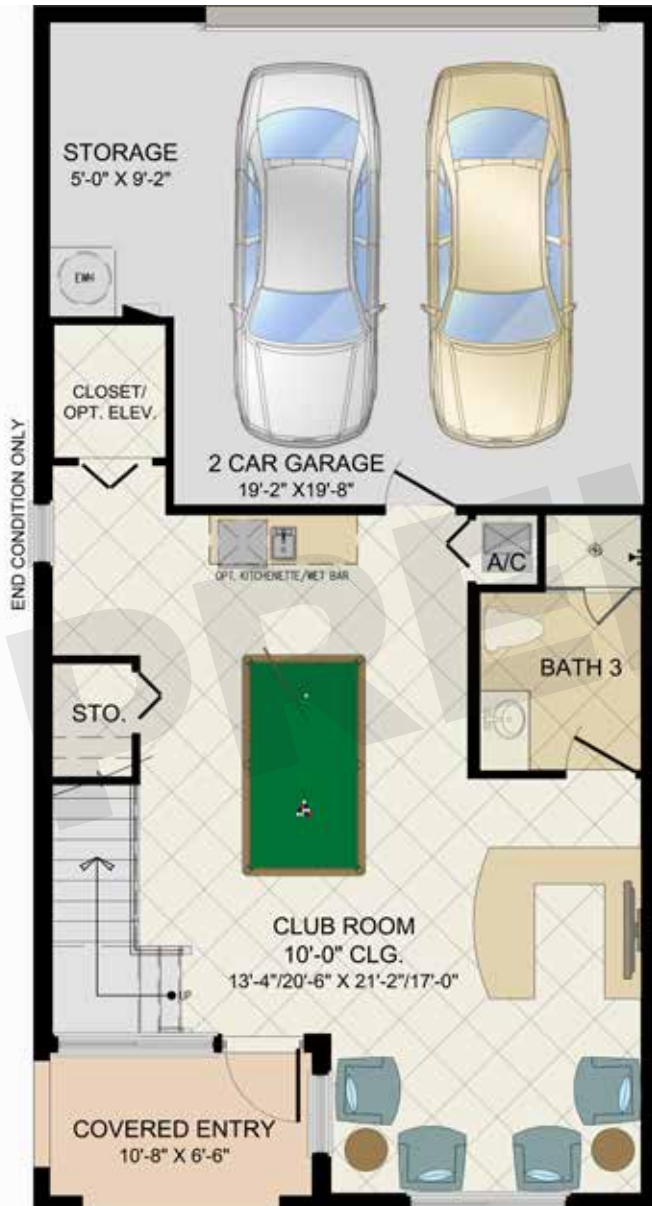 STORAGE
5'-0" X 9'-2"
EWH
CLOSET/
OPT. ELEV.
END CONDITION ONLY
2 CAR GARAGE
19'-2" X19'-8"
A/C
OPT. KITCHENETTE/WET BAR
BATH 3
STO.
PREI
CLUB ROOM
10'-0" CLG.
13'-4"/20'-6" X 21'-2"/17'-0"
UP
COVERED ENTRY
10'-8" X 6'-6"